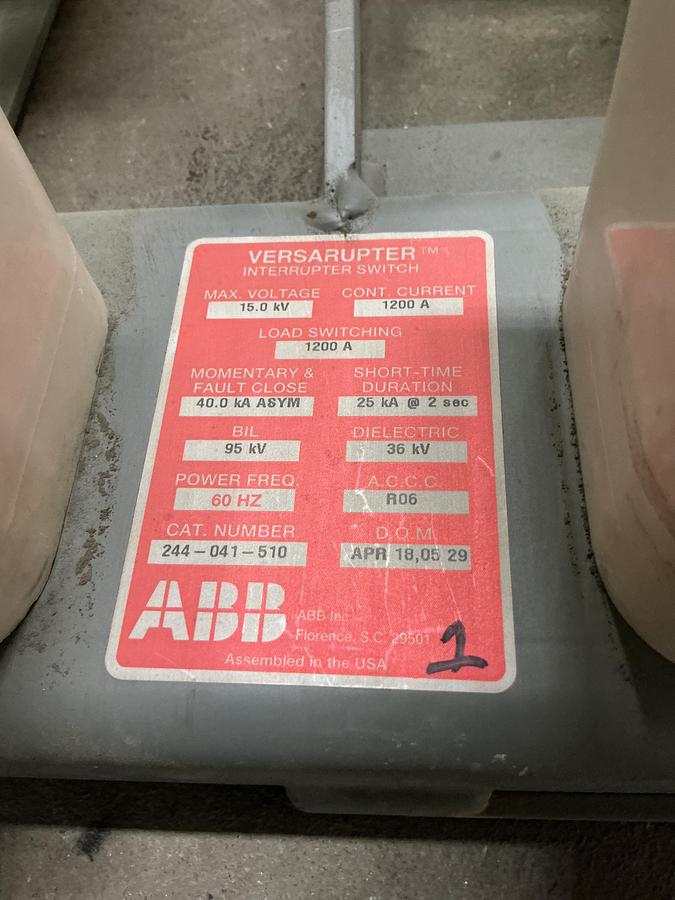 VERSARUPTER™
INTERRUPTER SWITCH
MAX. VOLTAGE CONT. CURRENT
15.0 kV 1200 A
LOAD SWITCHING
1200 A
MOMENTARY & SHORT-TIME
FAULT CLOSE DURATION
40.0 kA ASYM 25 kA @ 2 sec
BIL DIELECTRIC
95 kV 36 kV
POWER FREQ. A.C.C.C.
60 HZ R06
CAT. NUMBER D.O.M.
244-041-510 APR 18,05 29
ABB ABB Inc.
Florence, S.C. 29501
Assembled in the USA
1